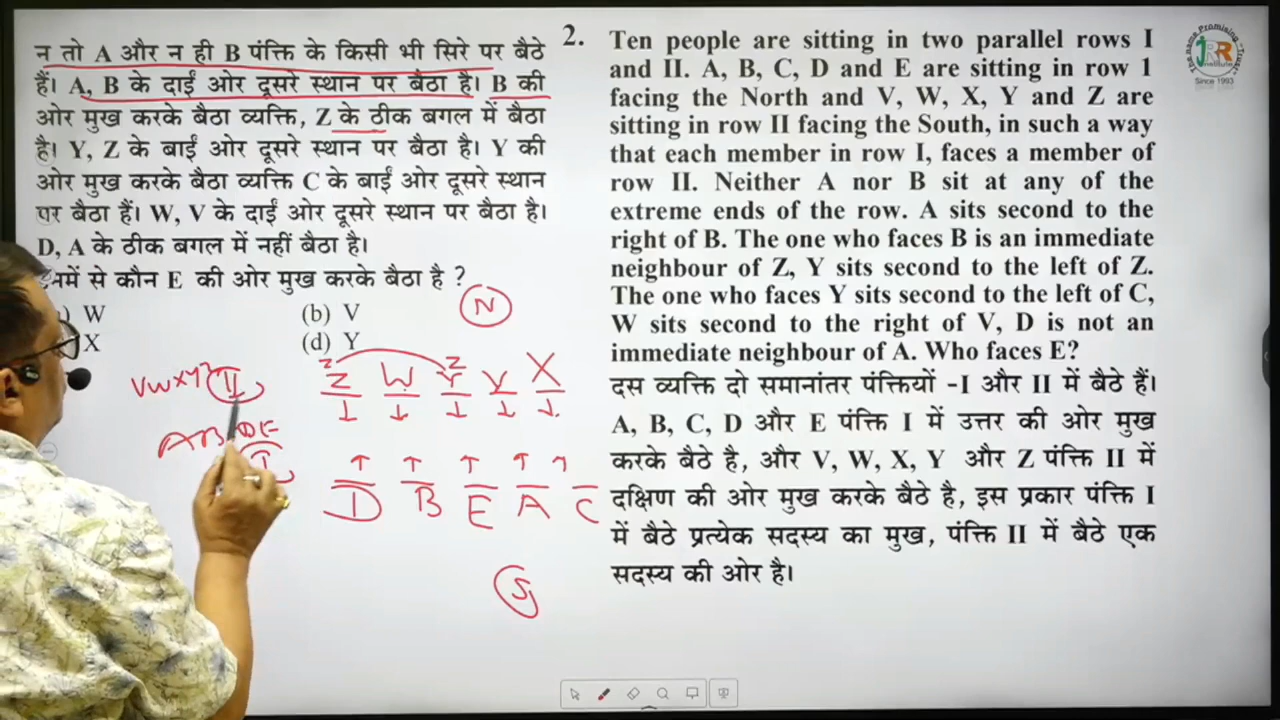 न तो A और न ही B पंक्ति के किसी भी सिरे पर बैठे
हैं। A, B के दाईं ओर दूसरे स्थान पर बैठा है। B की
ओर मुख करके बैठा व्यक्ति, Z के ठीक बगल में बैठा
है। Y, Z के बाईं ओर दूसरे स्थान पर बैठा है। Y की
ओर मुख करके बैठा व्यक्ति C के बाईं ओर दूसरे स्थान
पर बैठा हैं। W, V के दाईं ओर दूसरे स्थान पर बैठा है।
D, A के ठीक बगल में नहीं बैठा है।
में से कौन E की ओर मुख करके बैठा है ?
) W
(b) V
X
(d) Y
N
Z W Y V X
VWXYZ II
I
D B E A C
S
2. Ten people are sitting in two parallel rows I
and II. A, B, C, D and E are sitting in row 1
facing the North and V, W, X, Y and Z are
sitting in row II facing the South, in such a way
that each member in row I, faces a member of
row II. Neither A nor B sit at any of the
extreme ends of the row. A sits second to the
right of B. The one who faces B is an immediate
neighbour of Z, Y sits second to the left of Z.
The one who faces Y sits second to the left of C,
W sits second to the right of V, D is not an
immediate neighbour of A. Who faces E?
दस व्यक्ति दो समानांतर पंक्तियों -I और II में बैठे हैं।
A, B, C, D और E पंक्ति I में उत्तर की ओर मुख
करके बैठे है, और V, W, X, Y और Z पंक्ति II में
दक्षिण की ओर मुख करके बैठे है, इस प्रकार पंक्ति I
में बैठे प्रत्येक सदस्य का मुख, पंक्ति II में बैठे एक
सदस्य की ओर है।
Institute
Since 1993